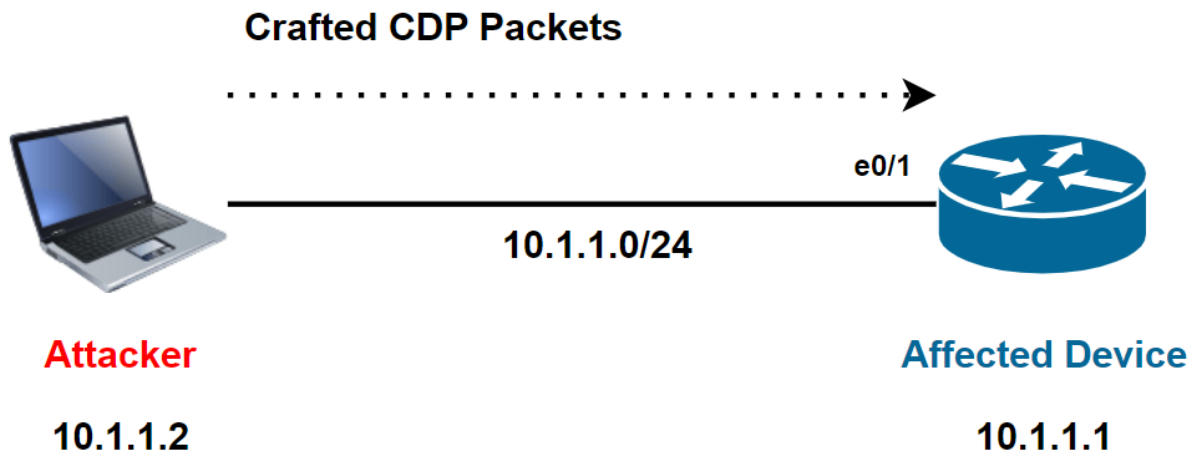 Crafted CDP Packets
e0/1
10.1.1.0/24
Attacker
Affected Device
10.1.1.2
10.1.1.1